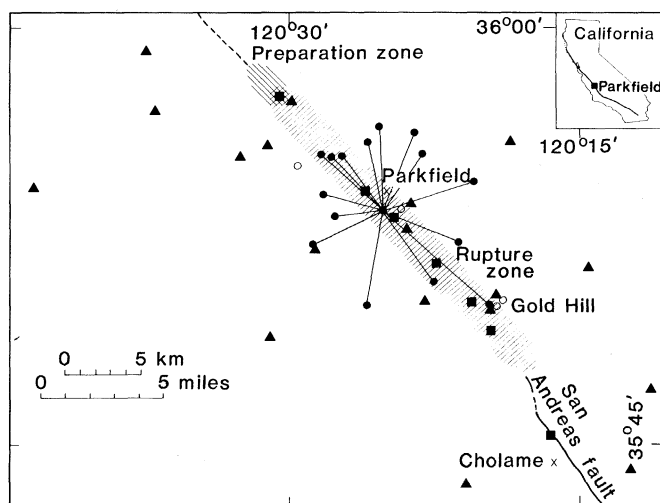 120°30′
36°00′
California
Preparation zone
Parkfield
120°15′
Parkfield
Rupture
zone
Gold Hill
0 5 km
0 5 miles
San
Andreas fault
35°45′
Cholame x